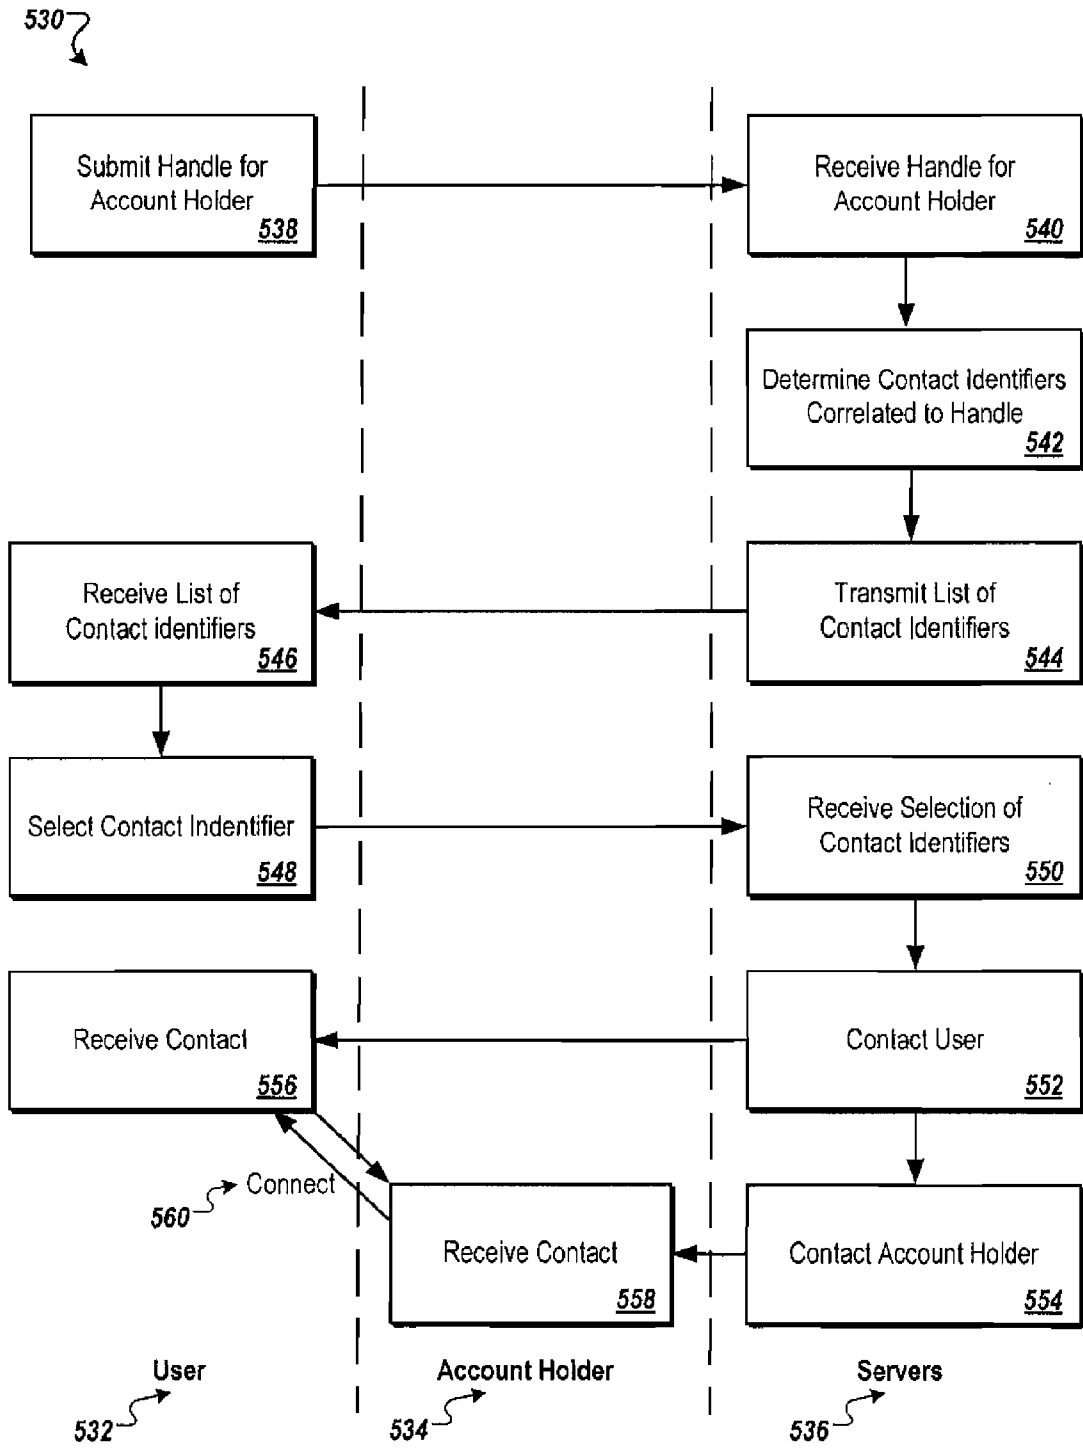 530
Submit Handle for
Account Holder
538
Receive Handle for
Account Holder
540
Determine Contact Identifiers
Correlated to Handle
542
Receive List of
Contact identifiers
546
Transmit List of
Contact Identifiers
544
Select Contact Indentifier
548
Receive Selection of
Contact Identifiers
550
Receive Contact
556
Contact User
552
Connect
560
Receive Contact
558
Contact Account Holder
554
User
532
Account Holder
534
Servers
536